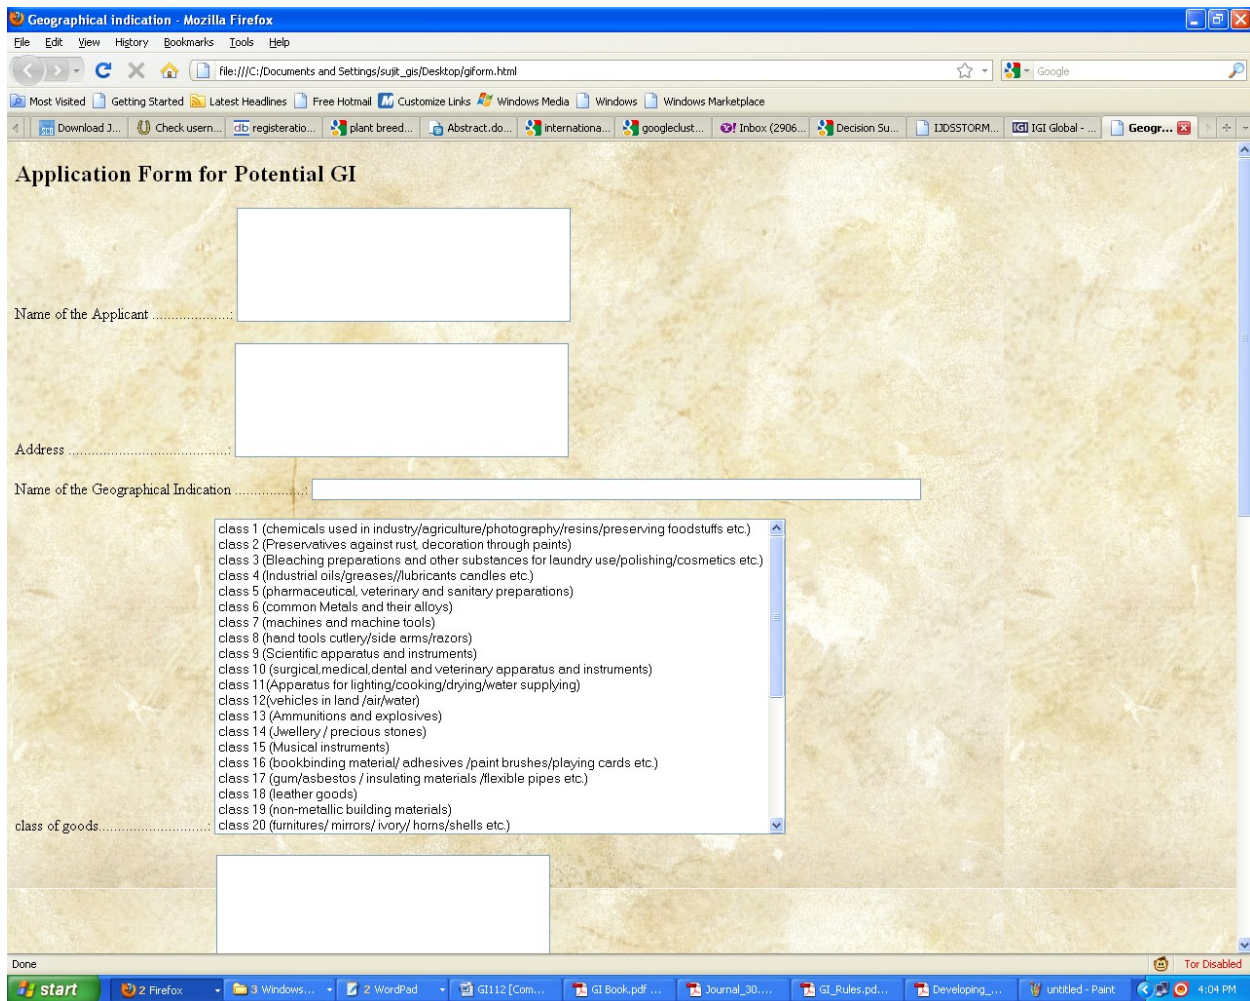 Geographical indication - Mozilla Firefox
File Edit View History Bookmarks Tools Help
file:///C:/Documents and Settings/sujit_gis/Desktop/giform.html Google
Most Visited Getting Started Latest Headlines Free Hotmail Customize Links Windows Media Windows Windows Marketplace
Download J... Check usern... registeratio... plant breed... Abstract.do... internationa... googleclust... Inbox (2906... Decision Su... IJDSSTORM... IGI Global - ... Geogr...
Application Form for Potential GI
Name of the Applicant .....................:
Address ..........................................:
Name of the Geographical Indication ..................:
class 1 (chemicals used in industry/agriculture/photography/resins/preserving foodstuffs etc.)
class 2 (Preservatives against rust, decoration through paints)
class 3 (Bleaching preparations and other substances for laundry use/polishing/cosmetics etc.)
class 4 (Industrial oils/greases//lubricants candles etc.)
class 5 (pharmaceutical, veterinary and sanitary preparations)
class 6 (common Metals and their alloys)
class 7 (machines and machine tools)
class 8 (hand tools cutlery/side arms/razors)
class 9 (Scientific apparatus and instruments)
class 10 (surgical,medical,dental and veterinary apparatus and instruments)
class 11(Apparatus for lighting/cooking/drying/water supplying)
class 12(vehicles in land /air/water)
class 13 (Ammunitions and explosives)
class 14 (Jwellery / precious stones)
class 15 (Musical instruments)
class 16 (bookbinding material/ adhesives /paint brushes/playing cards etc.)
class 17 (gum/asbestos / insulating materials /flexible pipes etc.)
class 18 (leather goods)
class 19 (non-metallic building materials)
class of goods.............................: class 20 (furnitures/ mirrors/ ivory/ horns/shells etc.)
Done Tor Disabled
start 2 Firefox 3 Windows... 2 WordPad GI112 [Com... GI Book.pdf ... Journal_30.... GI_Rules.pd... Developing_... untitled - Paint 4:04 PM